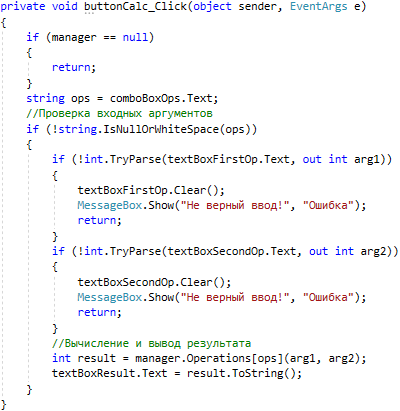 private void buttonCalc_Click(object sender, EventArgs e)
{
    if (manager == null)
    {
        return;
    }
    string ops = comboBoxOps.Text;
    //Проверка входных аргументов
    if (!string.IsNullOrWhiteSpace(ops))
    {
        if (!int.TryParse(textBoxFirstOp.Text, out int arg1))
        {
            textBoxFirstOp.Clear();
            MessageBox.Show("Не верный ввод!", "Ошибка");
            return;
        }
        if (!int.TryParse(textBoxSecondOp.Text, out int arg2))
        {
            textBoxSecondOp.Clear();
            MessageBox.Show("Не верный ввод!", "Ошибка");
            return;
        }
        //Вычисление и вывод результата
        int result = manager.Operations[ops](arg1, arg2);
        textBoxResult.Text = result.ToString();
    }
}